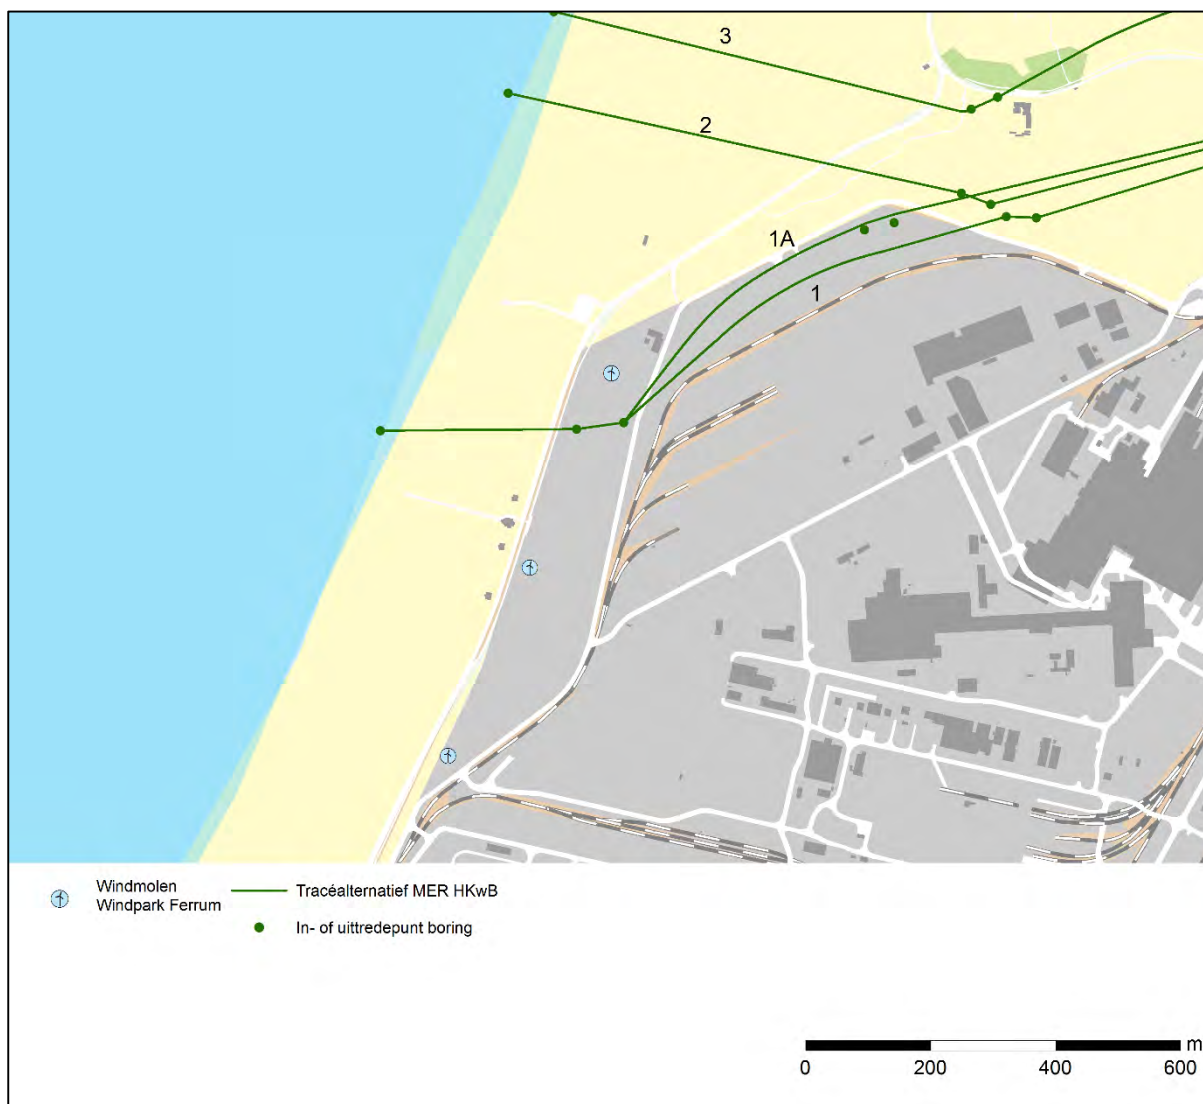 3
2
1A
1
Windmolen
Windpark Ferrum
Tracéalternatief MER HKwB
In- of uittredepunt boring
m
0 200 400 600